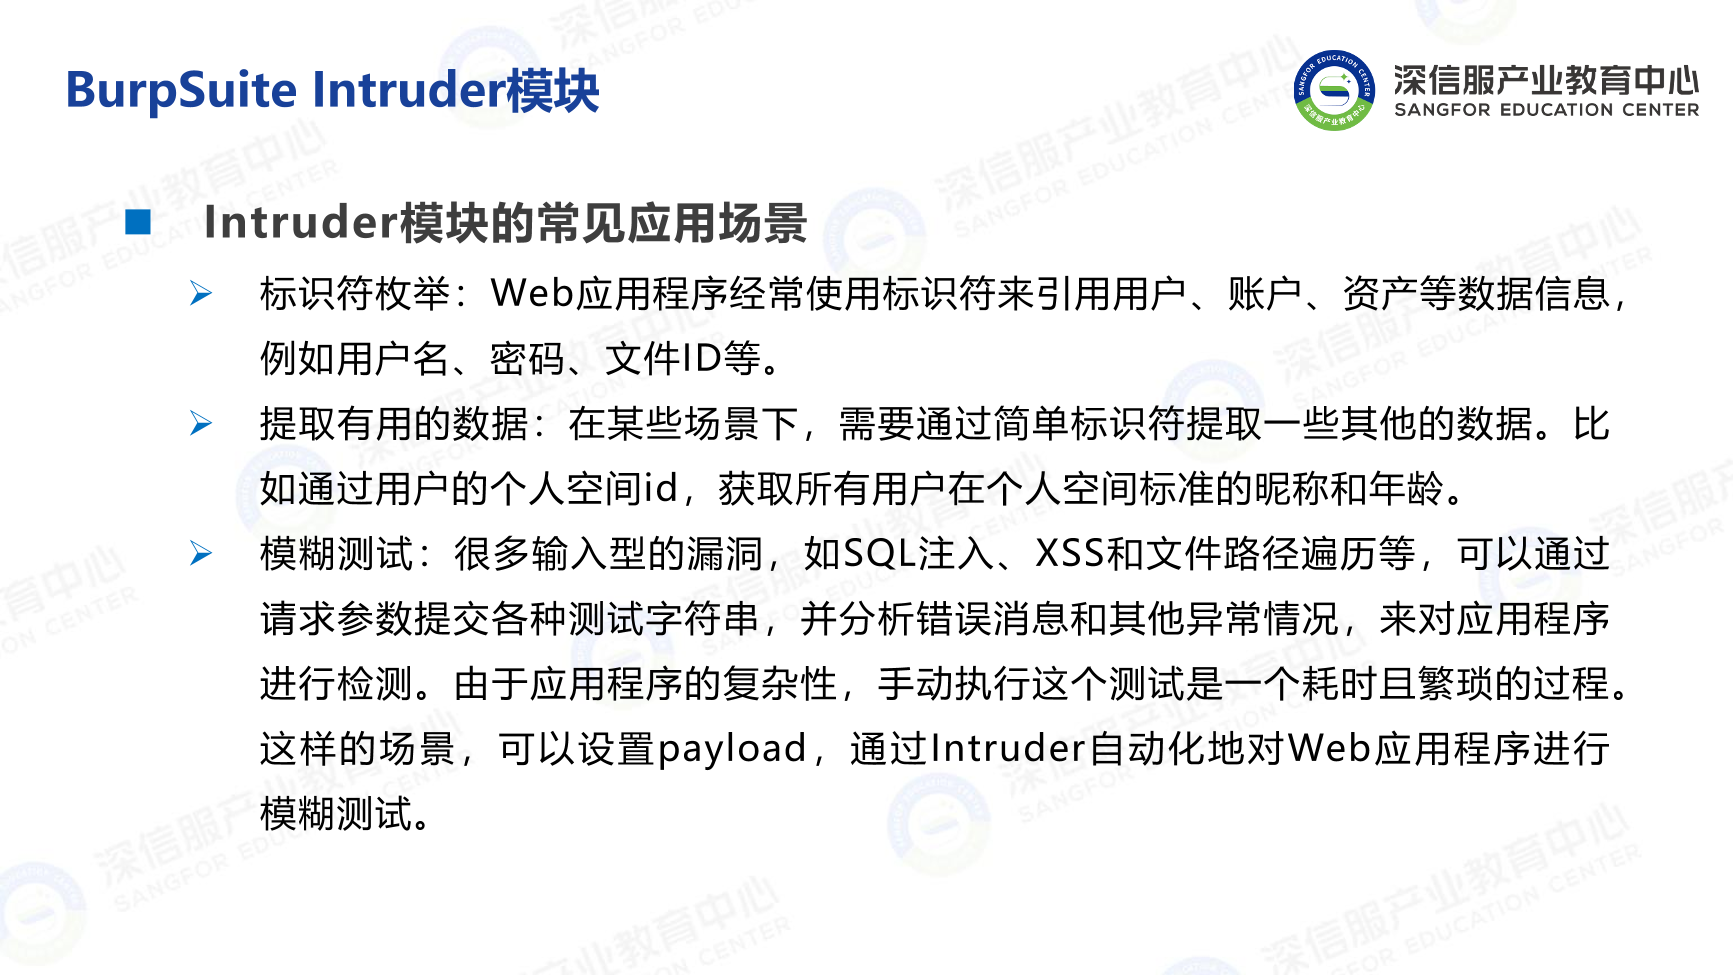 BurpSuite Intruder模块
深信服产业教育中心
SANGFOR EDUCATION CENTER
Intruder模块的常见应用场景
标识符枚举：Web应用程序经常使用标识符来引用用户、账户、资产等数据信息，
例如用户名、密码、文件ID等。
提取有用的数据：在某些场景下，需要通过简单标识符提取一些其他的数据。比
如通过用户的个人空间id，获取所有用户在个人空间标准的昵称和年龄。
模糊测试：很多输入型的漏洞，如SQL注入、XSS和文件路径遍历等，可以通过
请求参数提交各种测试字符串，并分析错误消息和其他异常情况，来对应用程序
进行检测。由于应用程序的复杂性，手动执行这个测试是一个耗时且繁琐的过程。
这样的场景，可以设置payload，通过Intruder自动化地对Web应用程序进行
模糊测试。